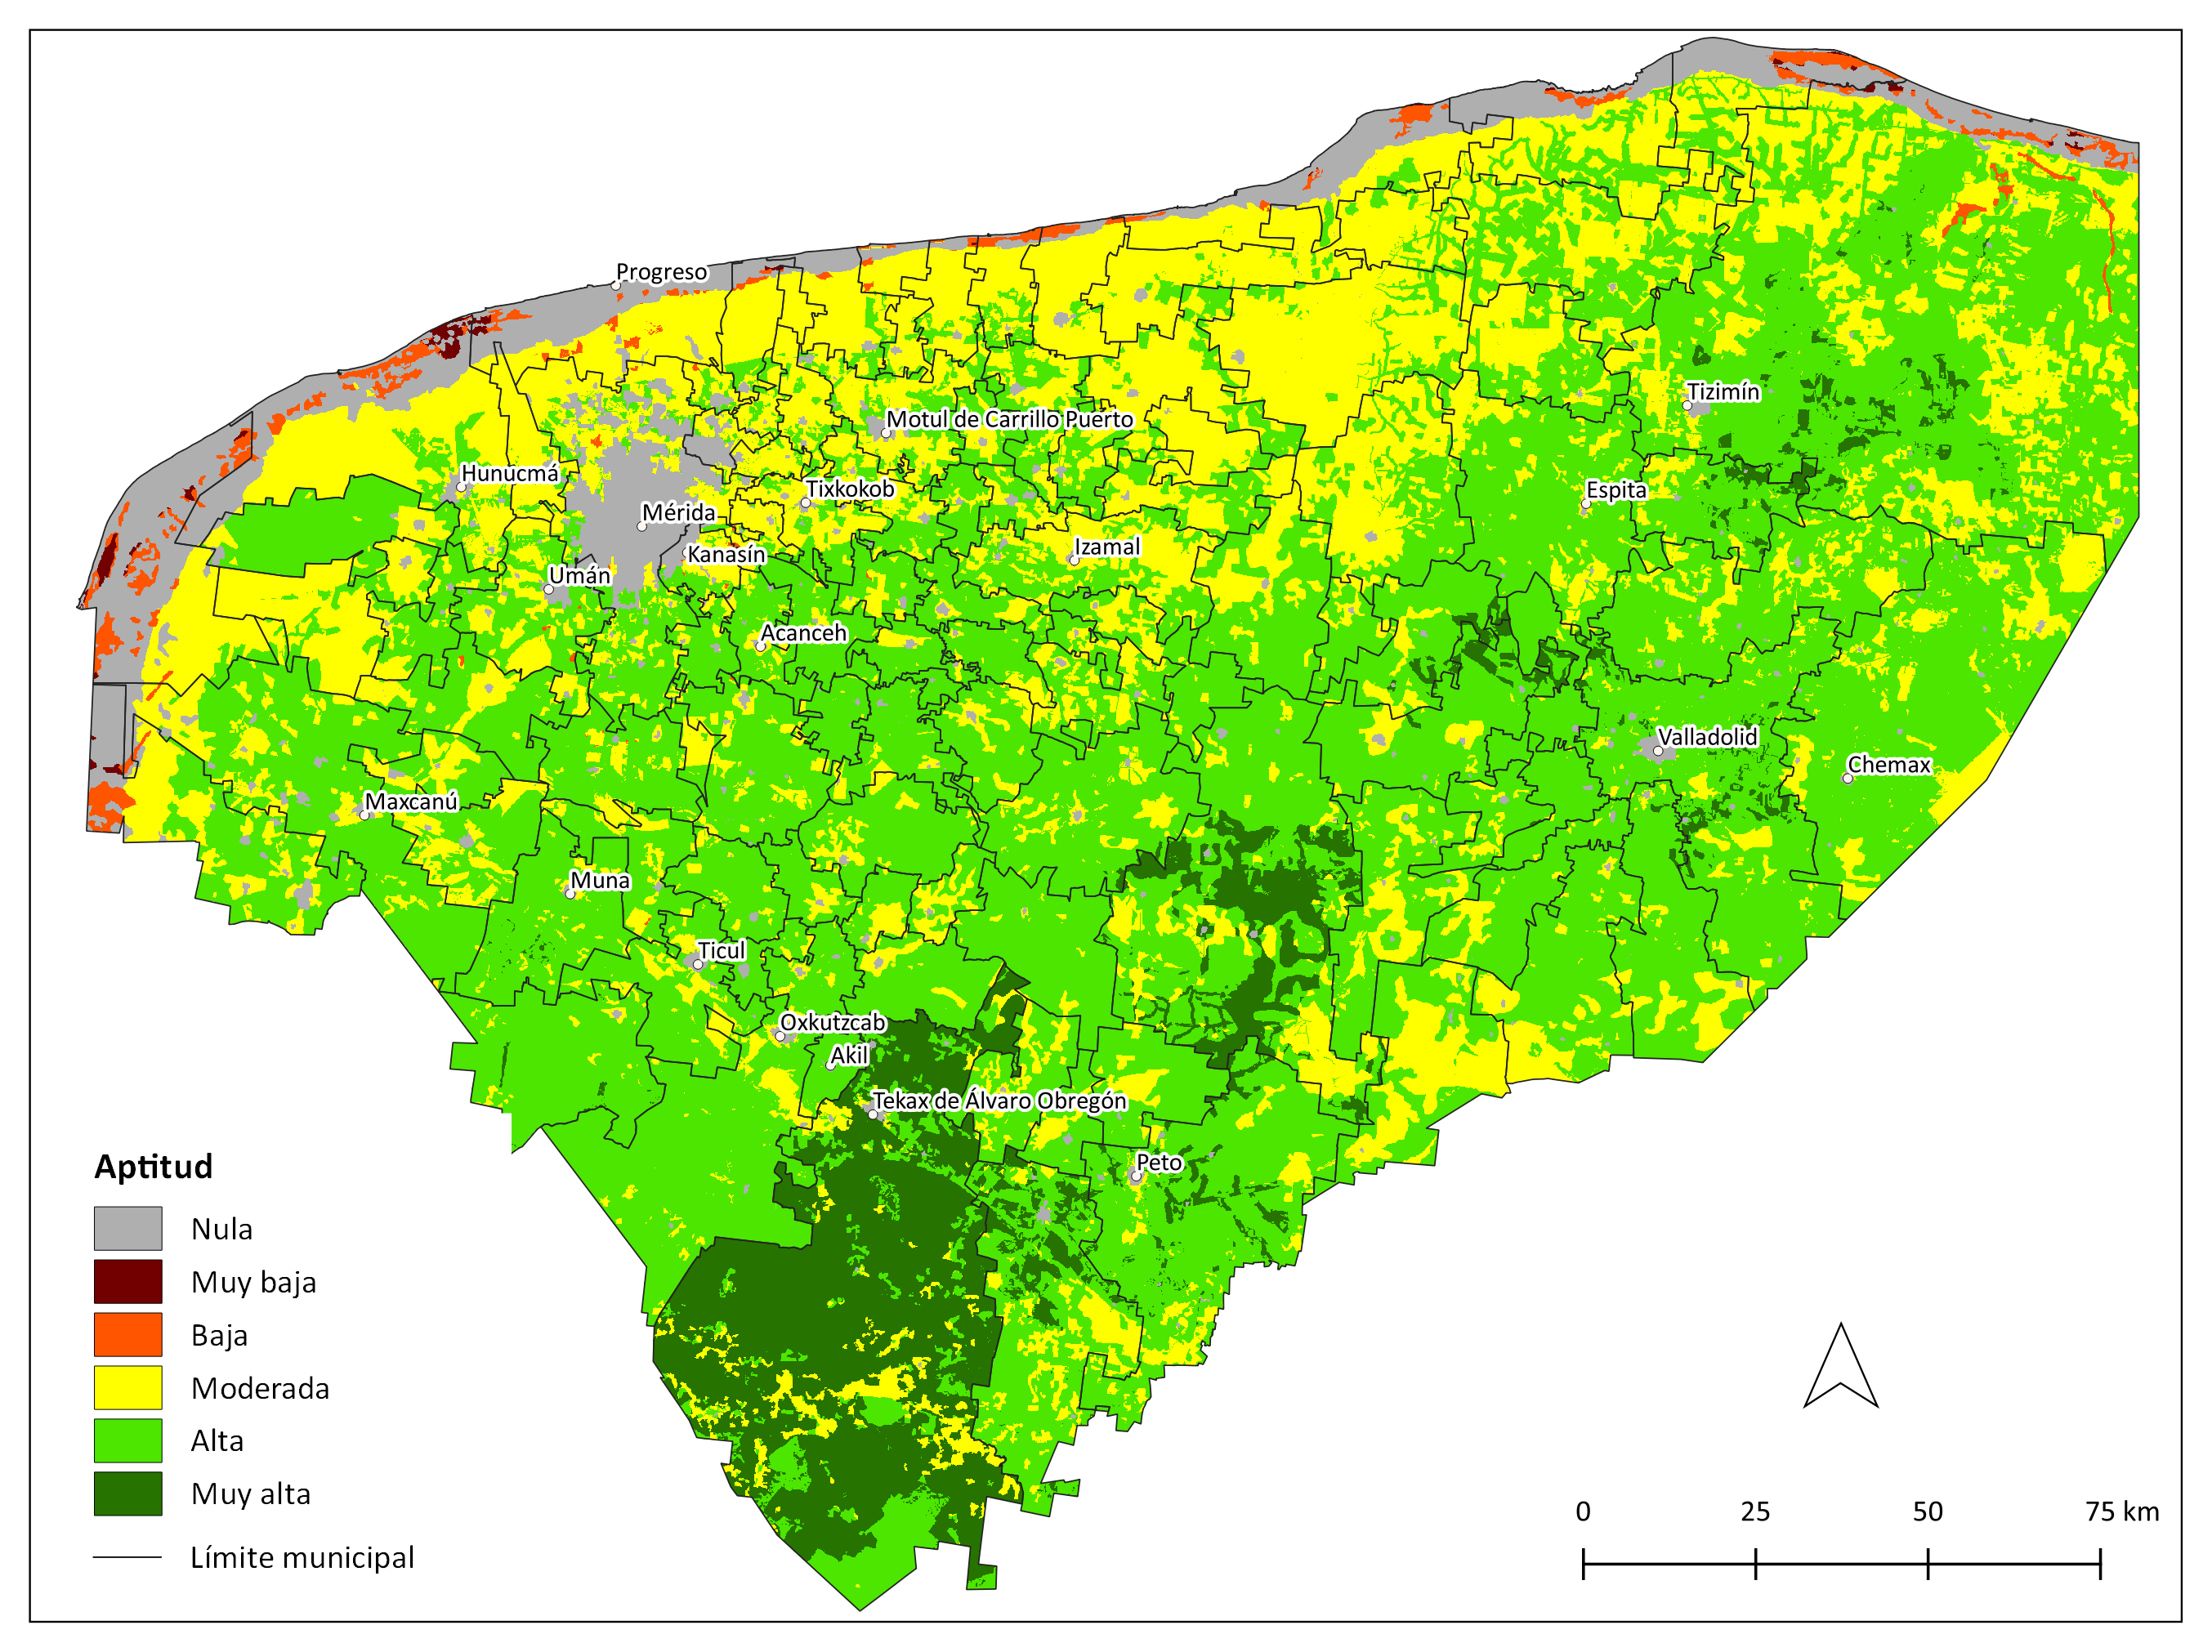 Progreso
Tizimín
Motul de Carrillo Puerto
Hunucmá
Tixkokob
Espita
Mérida
Izamal
Kanasín
Umán
Acanceh
Valladolid
Chemax
Maxcanú
Muna
Ticul
Oxkutzcab
Akil
Tekax de Álvaro Obregón
Peto
Aptitud
Nula
Muy baja
Baja
Moderada
Alta
Muy alta
Límite municipal
0 25 50 75 km